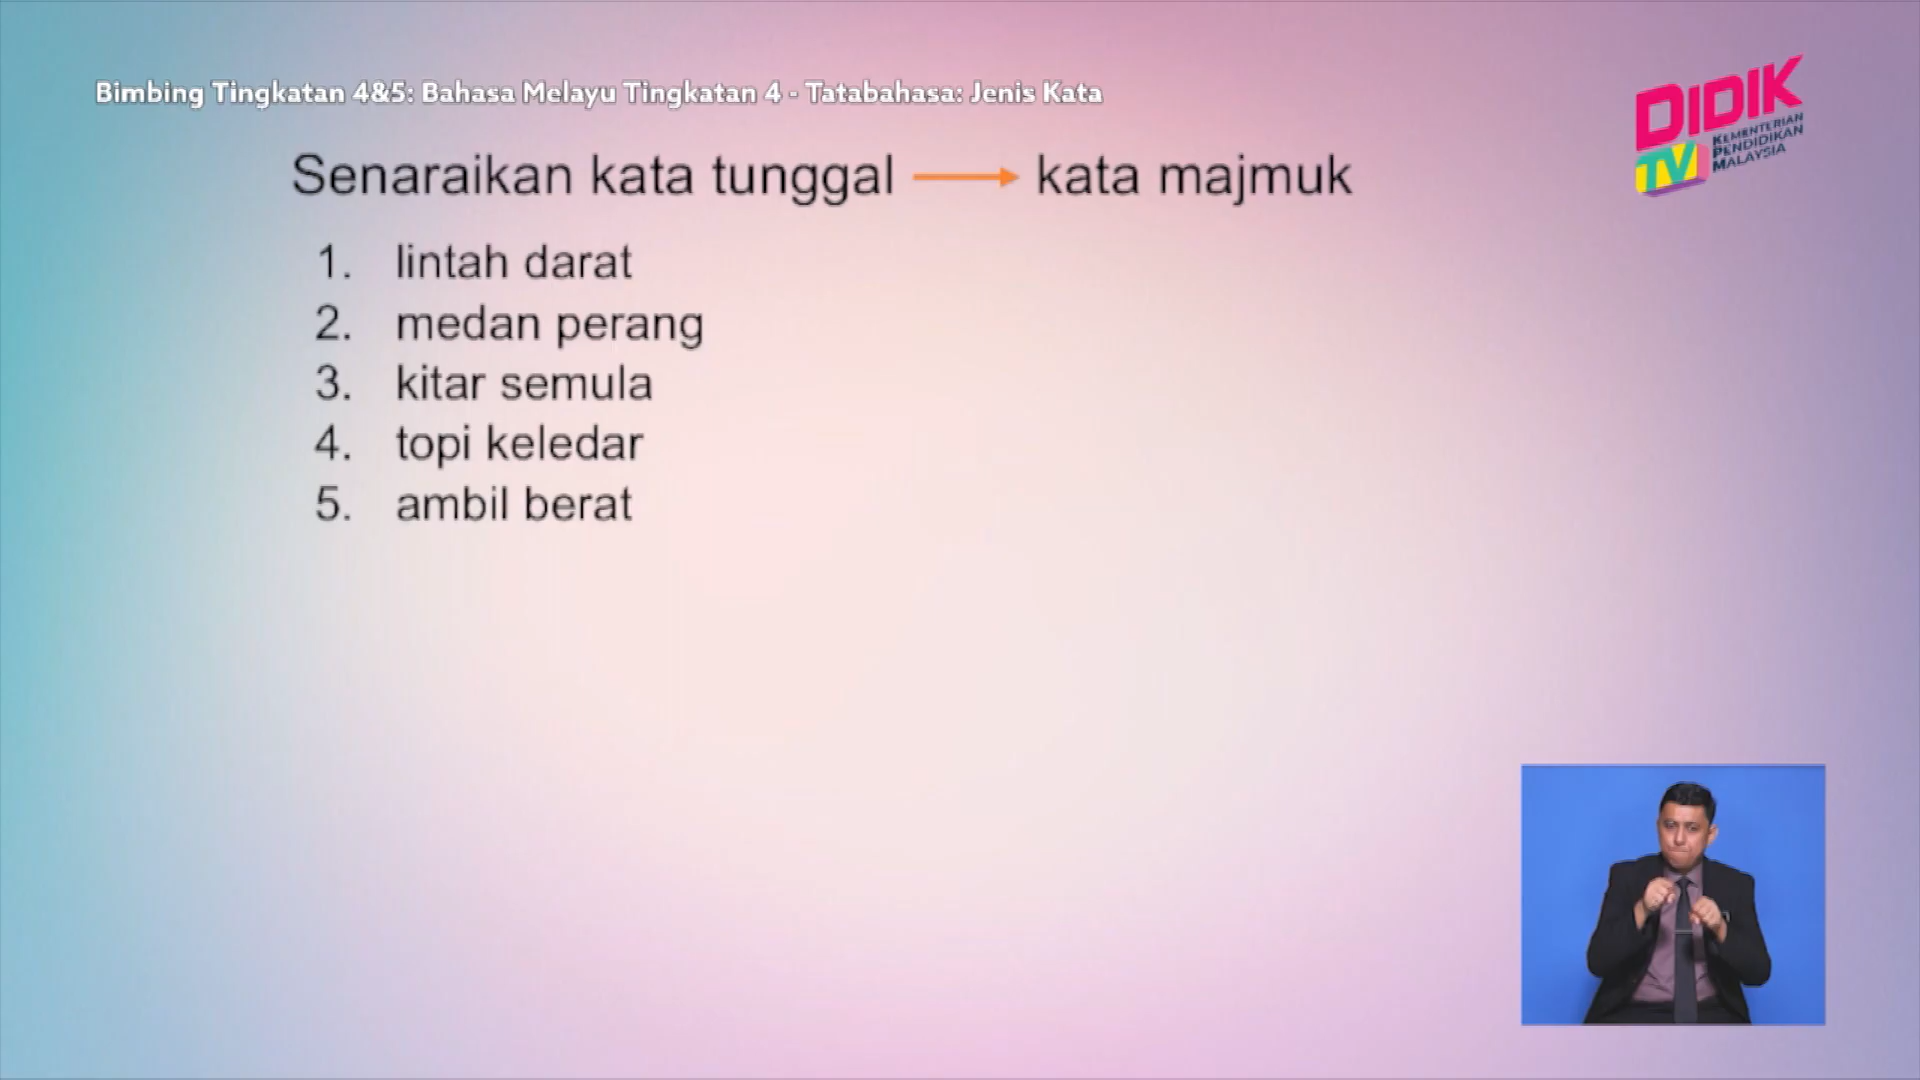 Bimbing Tingkatan 4&5: Bahasa Melayu Tingkatan 4 - Tatabahasa: Jenis Kata
DIDIK
TV
KEMENTERIAN
PENDIDIKAN
MALAYSIA
Senaraikan kata tunggal → kata majmuk
1. lintah darat
2. medan perang
3. kitar semula
4. topi keledar
5. ambil berat